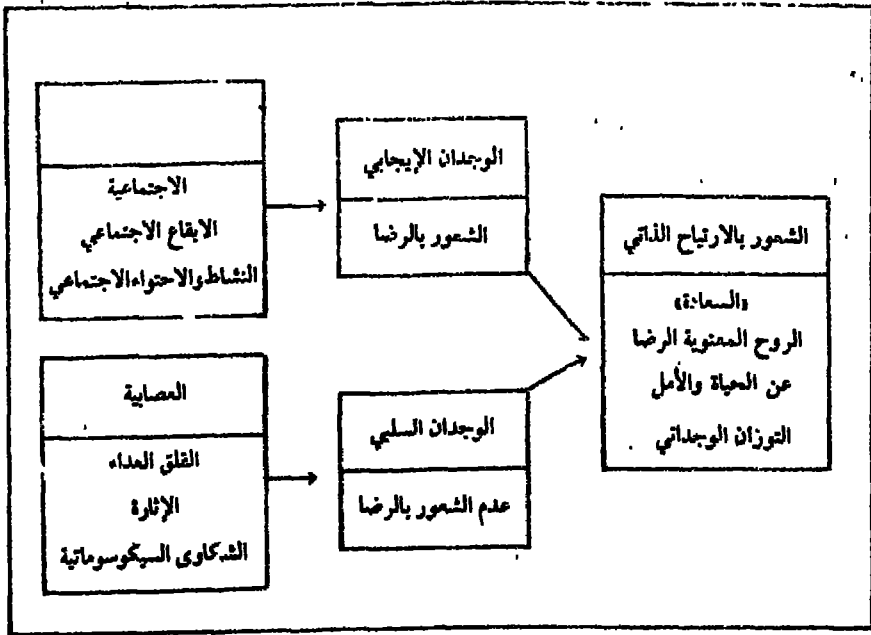 الاجتماعية
الايقاع الاجتماعي
النشاط والاحتواء الاجتماعي
العصابية
القلق العداء
الإثارة
الشكاوى السيكوسوماتية
الوجدان الإيجابي
الشعور بالرضا
الوجدان السلبي
عدم الشعور بالرضا
الشعور بالارتياح الذاتي
«السعادة»
الروح المعنوية الرضا
عن الحياة والأمل
التوزان الوجداتي